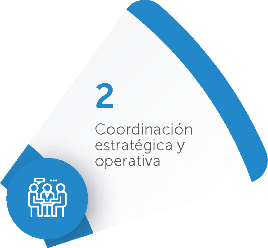 2
Coordinación
estratégica y
operativa